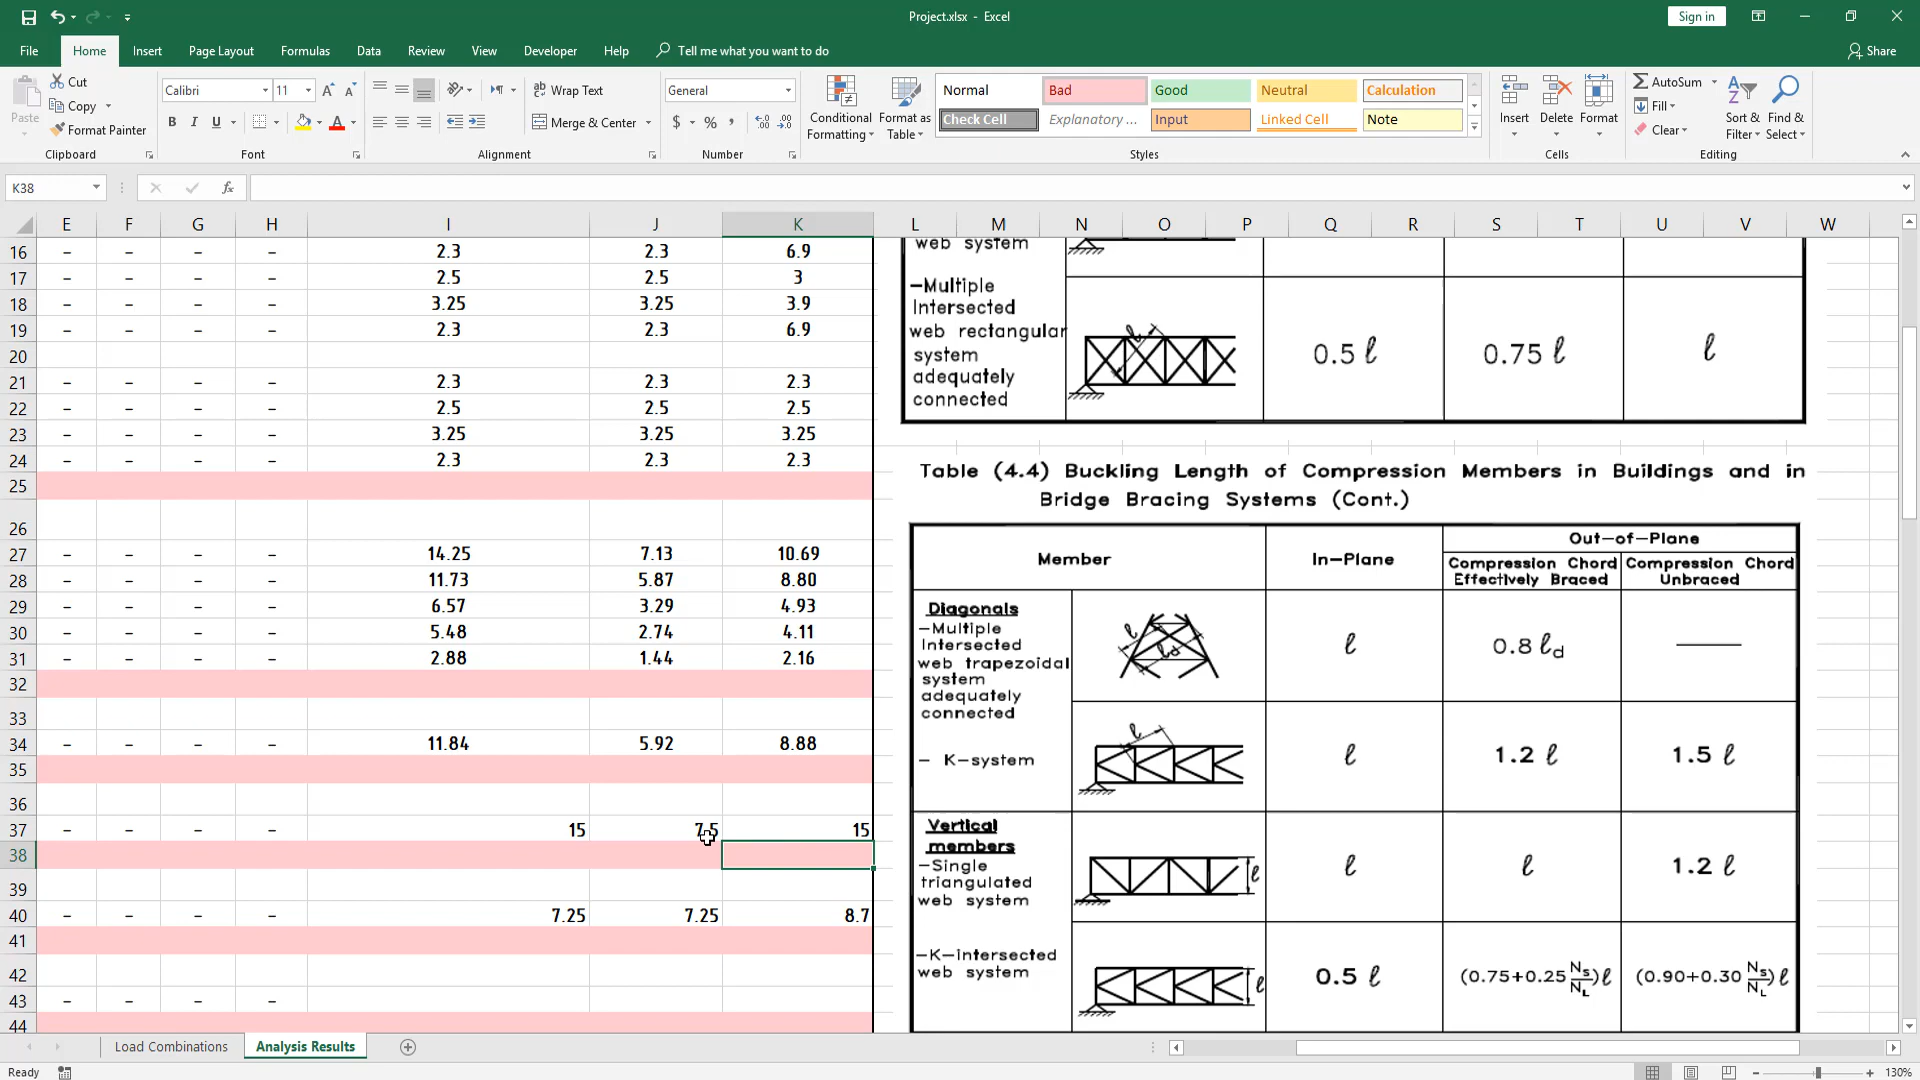 Project.xlsx - Excel
Sign in
File Home Insert Page Layout Formulas Data Review View Developer Help Tell me what you want to do Share
Paste Cut Copy Format Painter Clipboard
Calibri 11 A A B I U A Font
Wrap Text Merge & Center Alignment
General $ % , Number
Conditional Formatting Format as Table
Normal Bad Good Neutral Calculation
Check Cell Explanatory ... Input Linked Cell Note
Styles
Insert Delete Format Cells
AutoSum Fill Clear Sort & Filter Find & Select Editing
K38 fx
E F G H I J K L M N O P Q R S T U V W
16 – – – – 2.3 2.3 6.9
17 – – – – 2.5 2.5 3
18 – – – – 3.25 3.25 3.9
19 – – – – 2.3 2.3 6.9
20
21 – – – – 2.3 2.3 2.3
22 – – – – 2.5 2.5 2.5
23 – – – – 3.25 3.25 3.25
24 – – – – 2.3 2.3 2.3
25
26
27 – – – – 14.25 7.13 10.69
28 – – – – 11.73 5.87 8.80
29 – – – – 6.57 3.29 4.93
30 – – – – 5.48 2.74 4.11
31 – – – – 2.88 1.44 2.16
32
33
34 – – – – 11.84 5.92 8.88
35
36
37 – – – – 15 7.5 15
38
39
40 – – – – 7.25 7.25 8.7
41
42
43 – – – –
44
web system
–Multiple
Intersected
web rectangular
system
adequately
connected
ℓ
0.5 ℓ 0.75 ℓ ℓ
Table (4.4) Buckling Length of Compression Members in Buildings and in
Bridge Bracing Systems (Cont.)
Member In–Plane Out–of–Plane
Compression Chord Effectively Braced
Compression Chord Unbraced
Diagonals
–Multiple
Intersected
web trapezoidal
system
adequately
connected
ℓ ℓd
ℓ 0.8 ℓd ——
– K–system
ℓ
ℓ 1.2 ℓ 1.5 ℓ
Vertical
members
–Single
triangulated
web system
ℓ
ℓ ℓ 1.2 ℓ
–K–intersected
web system
ℓ
0.5 ℓ (0.75+0.25 Ns/NL)ℓ (0.90+0.30 Ns/NL)ℓ
Load Combinations Analysis Results
Ready 130%